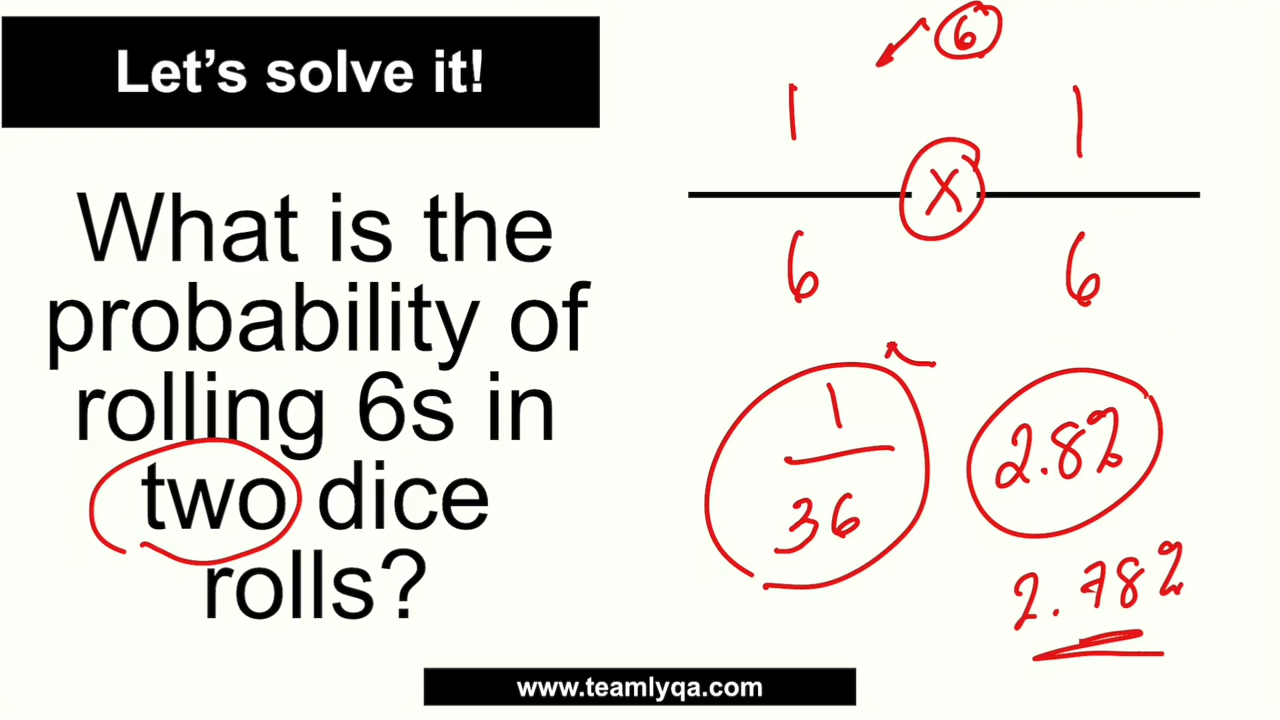 Let's solve it!
What is the
probability of
rolling 6s in
two dice
rolls?
6
1 X 1
6 6
1
36
2.8%
2.78%
www.teamlyqa.com